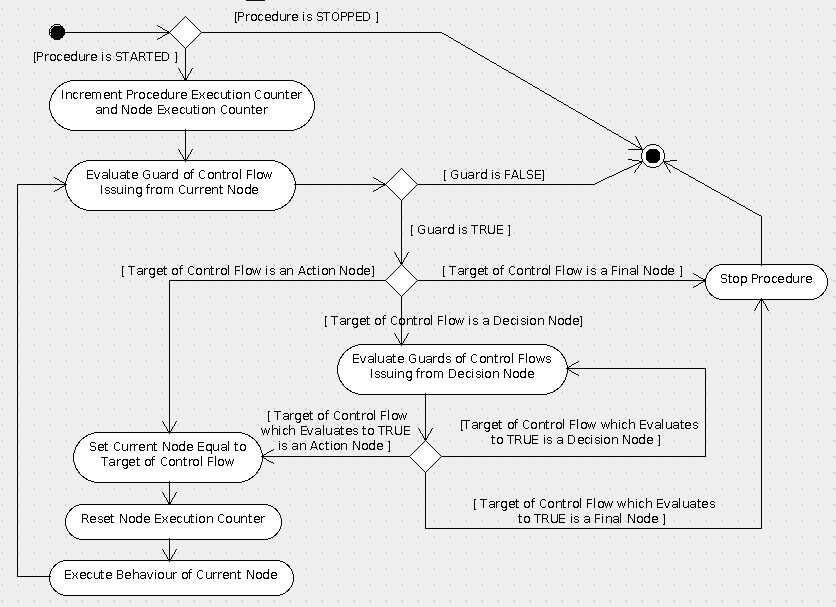 [Procedure is STOPPED ]
[Procedure is STARTED ]
Increment Procedure Execution Counter
and Node Execution Counter
Evaluate Guard of Control Flow
Issuing from Current Node
[ Guard is FALSE]
[ Guard is TRUE ]
[ Target of Control Flow is an Action Node]
[ Target of Control Flow is a Final Node ]
Stop Procedure
[ Target of Control Flow is a Decision Node]
Evaluate Guards of Control Flows
Issuing from Decision Node
[ Target of Control Flow
which Evaluates to TRUE
is an Action Node ]
[Target of Control Flow which Evaluates
to TRUE is a Decision Node ]
Set Current Node Equal to
Target of Control Flow
[ Target of Control Flow which Evaluates
to TRUE is a Final Node ]
Reset Node Execution Counter
Execute Behaviour of Current Node